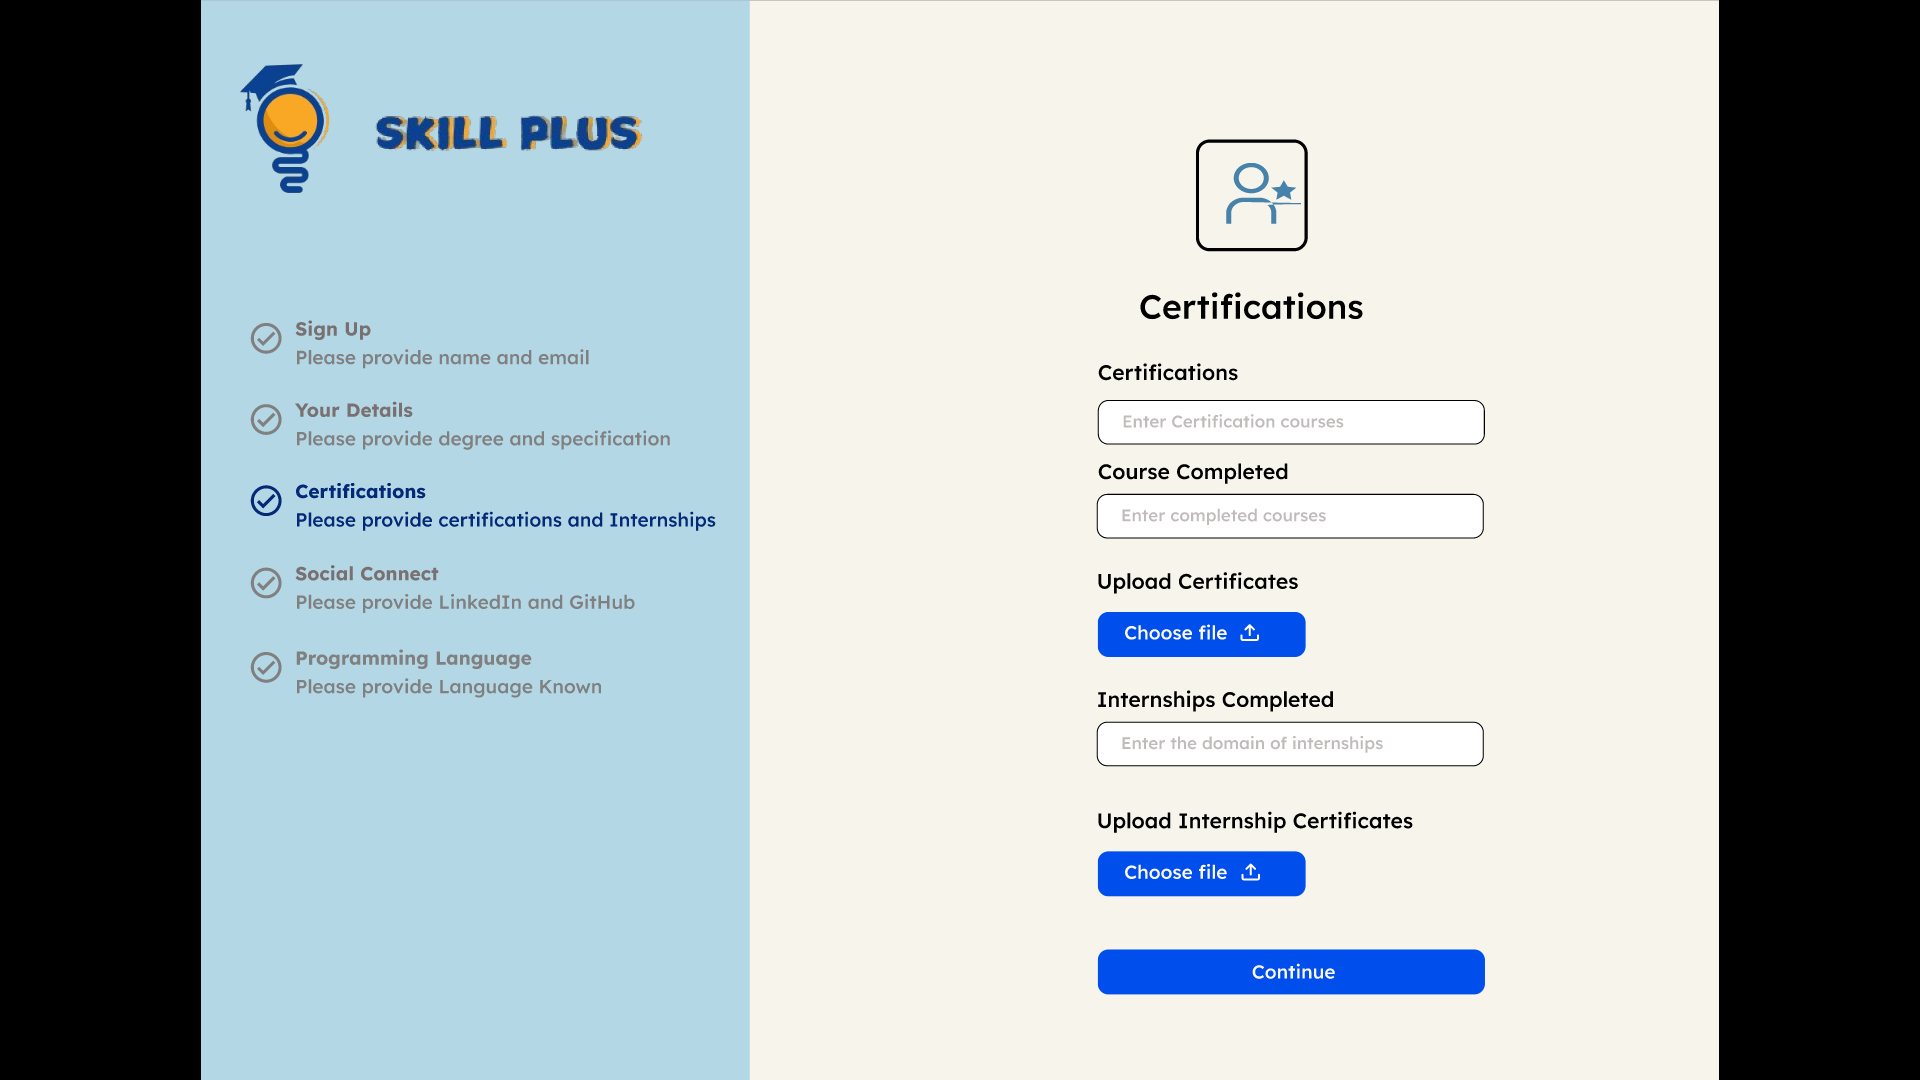 SKILL PLUS
Sign Up
Please provide name and email
Your Details
Please provide degree and specification
Certifications
Please provide certifications and Internships
Social Connect
Please provide LinkedIn and GitHub
Programming Language
Please provide Language Known
Certifications
Certifications
Enter Certification courses
Course Completed
Enter completed courses
Upload Certificates
Choose file
Internships Completed
Enter the domain of internships
Upload Internship Certificates
Choose file
Continue